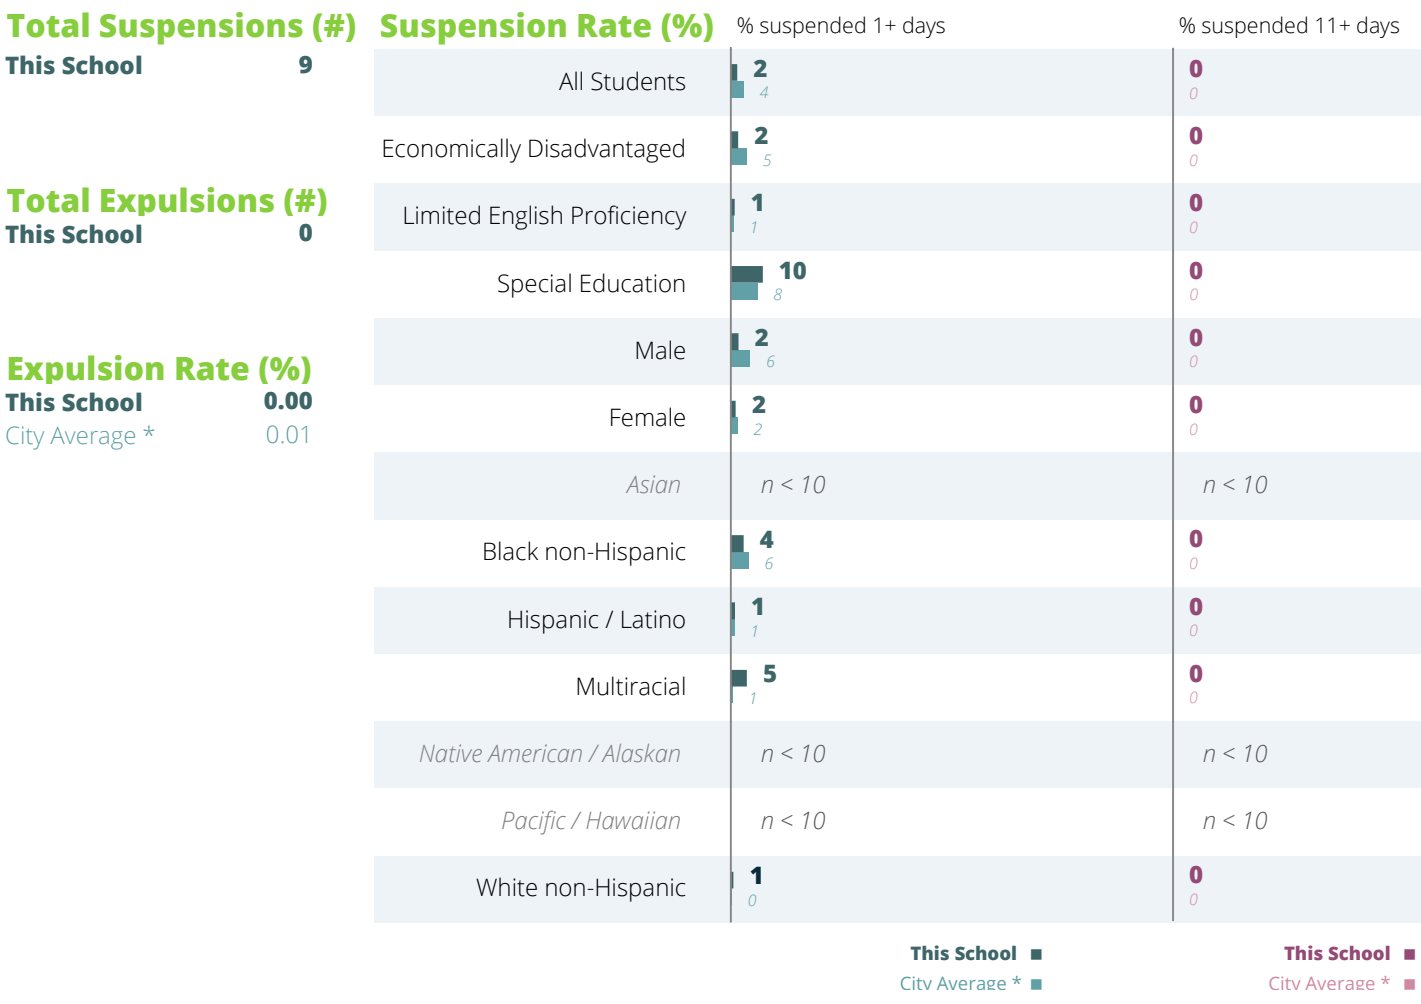 Total Suspensions (#)
This School 9
Total Expulsions (#)
This School 0
Expulsion Rate (%)
This School 0.00
City Average * 0.01
Suspension Rate (%) % suspended 1+ days % suspended 11+ days
All Students 2 0
4 0
Economically Disadvantaged 2 0
5 0
Limited English Proficiency 1 0
1 0
Special Education 10 0
8 0
Male 2 0
6 0
Female 2 0
2 0
Asian n < 10 n < 10
Black non-Hispanic 4 0
6 0
Hispanic / Latino 1 0
1 0
Multiracial 5 0
1 0
Native American / Alaskan n < 10 n < 10
Pacific / Hawaiian n < 10 n < 10
White non-Hispanic 1 0
0 0
This School This School
City Average * City Average *